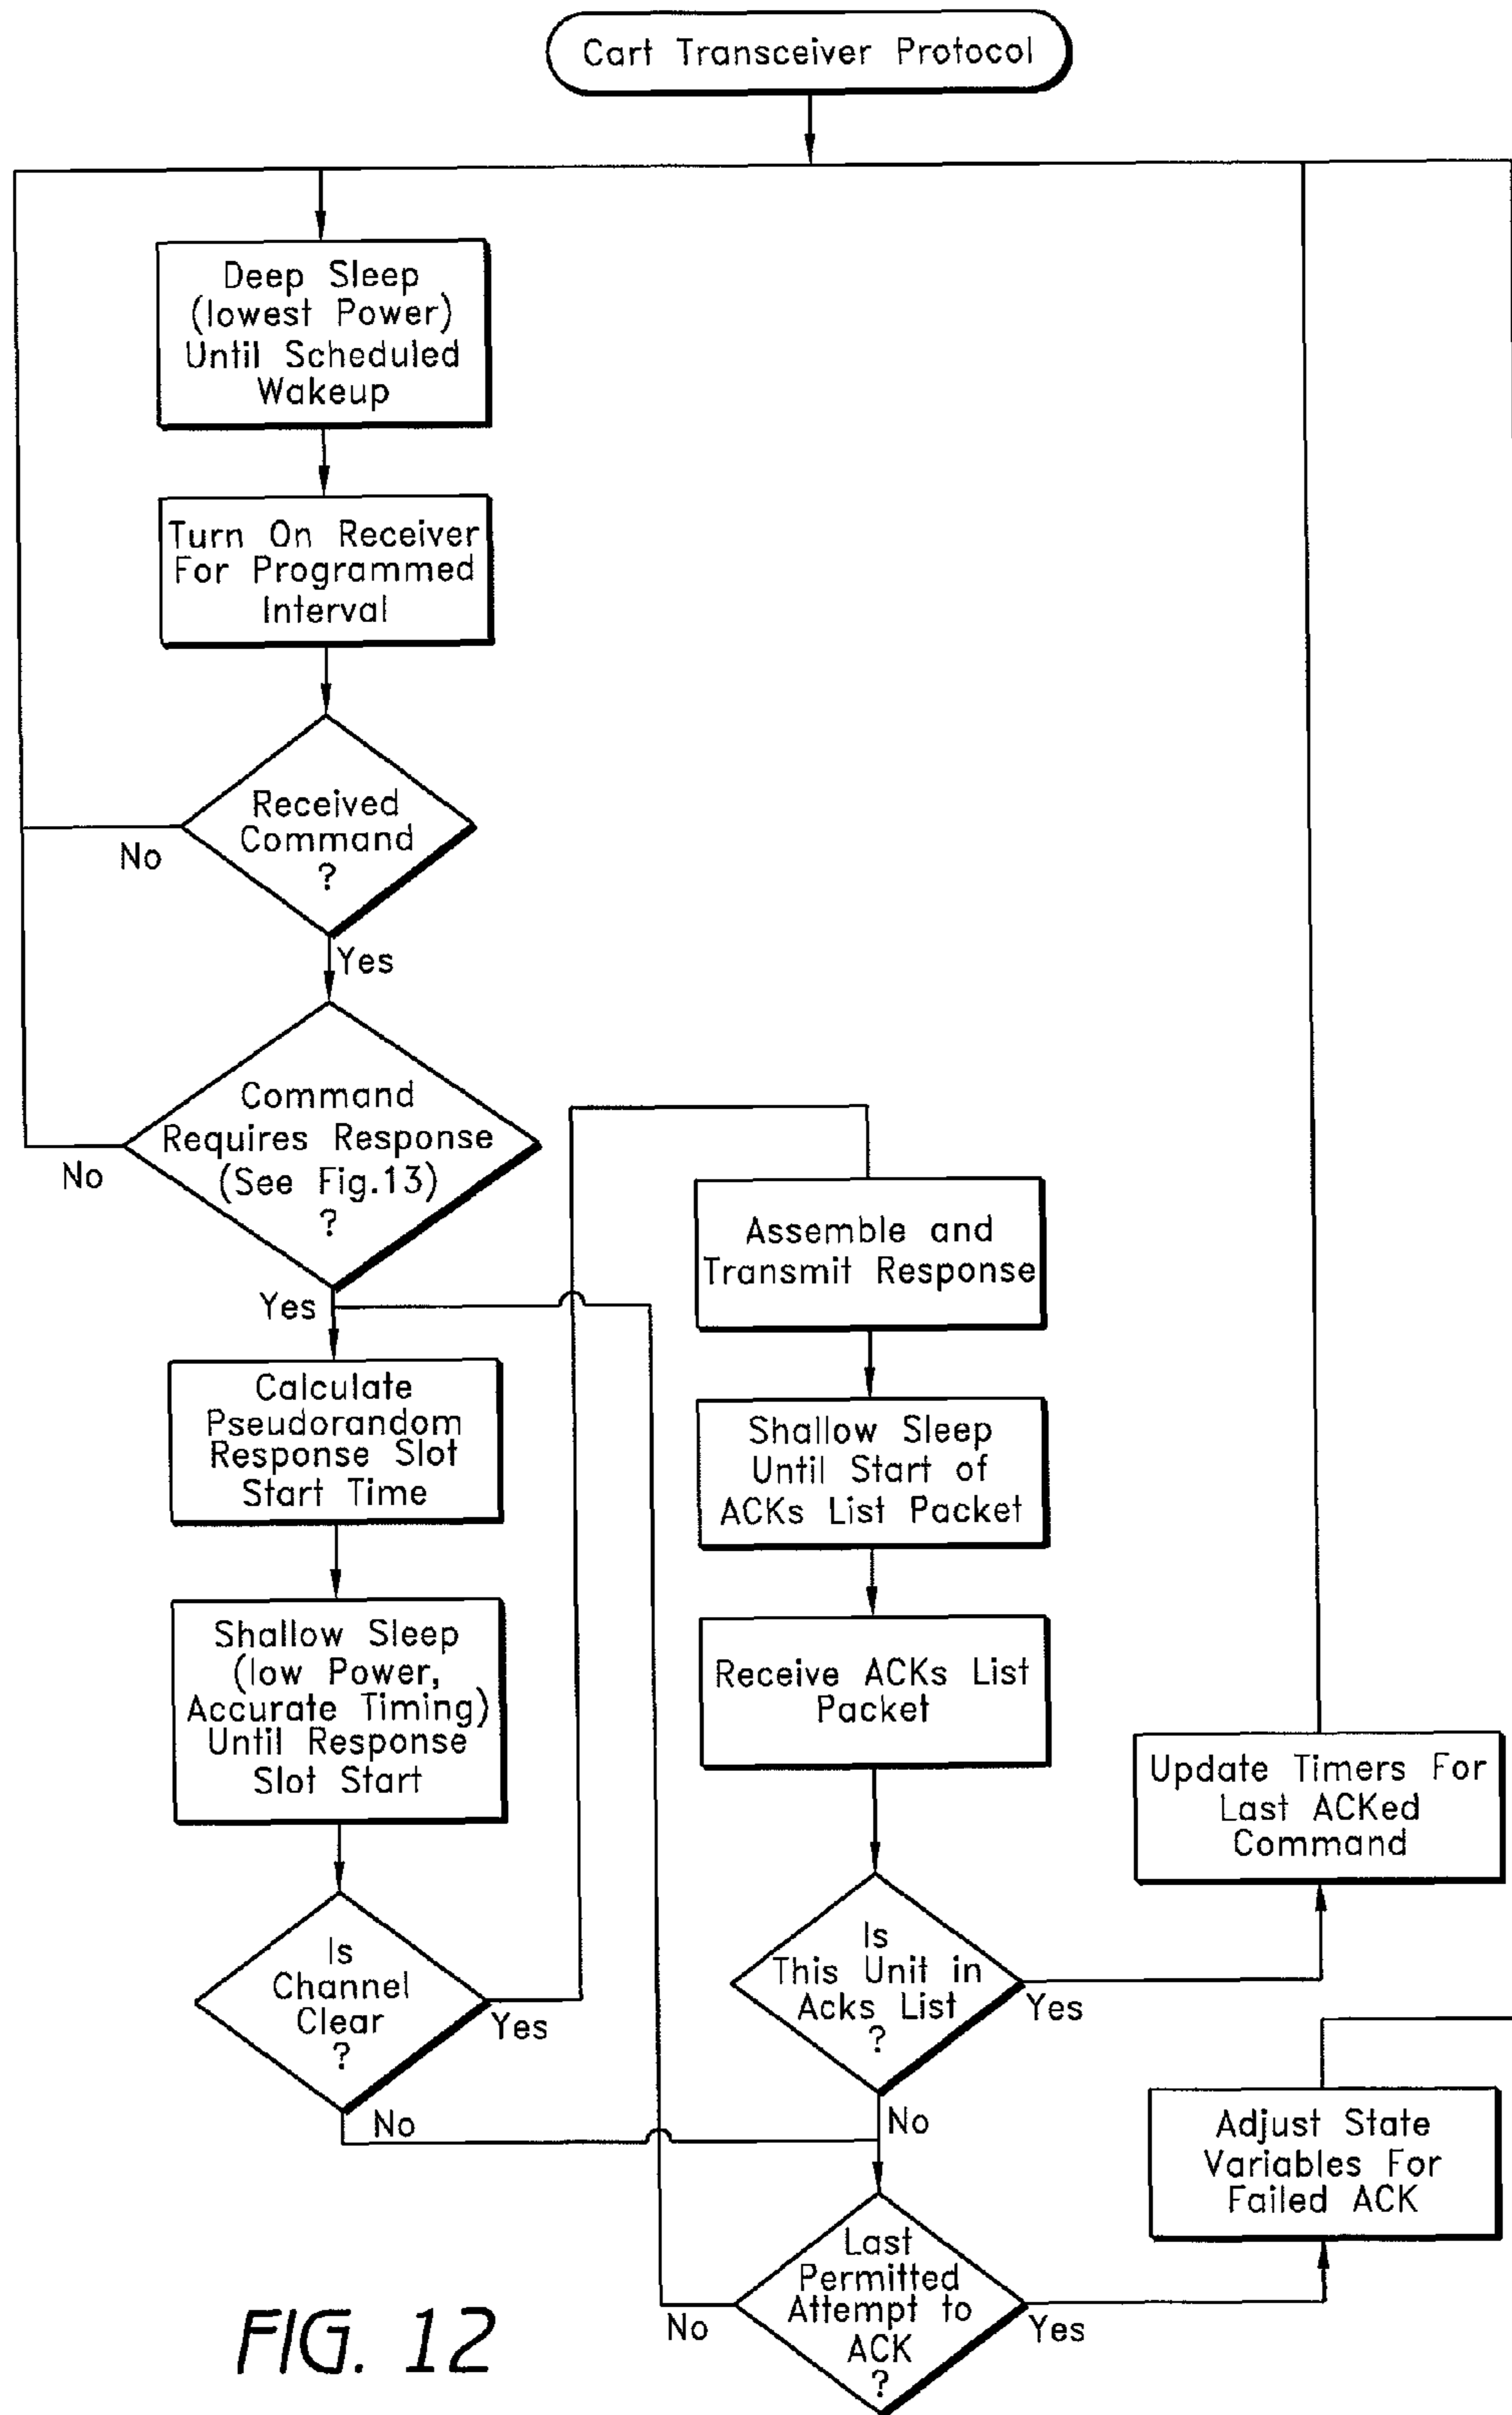 Cart Transceiver Protocol
Deep Sleep
(lowest Power)
Until Scheduled
Wakeup
Turn On Receiver
For Programmed
Interval
Received
Command
?
No
Yes
Command
Requires Response
(See Fig.13)
?
No
Yes
Calculate
Pseudorandom
Response Slot
Start Time
Shallow Sleep
(low Power,
Accurate Timing)
Until Response
Slot Start
Is
Channel
Clear
?
Yes
No
Assemble and
Transmit Response
Shallow Sleep
Until Start of
ACKs List Packet
Receive ACKs List
Packet
Is
This Unit in
Acks List
?
Yes
No
Update Timers For
Last ACKed
Command
Last
Permitted
Attempt to
ACK
?
No
Yes
Adjust State
Variables For
Failed ACK
FIG. 12